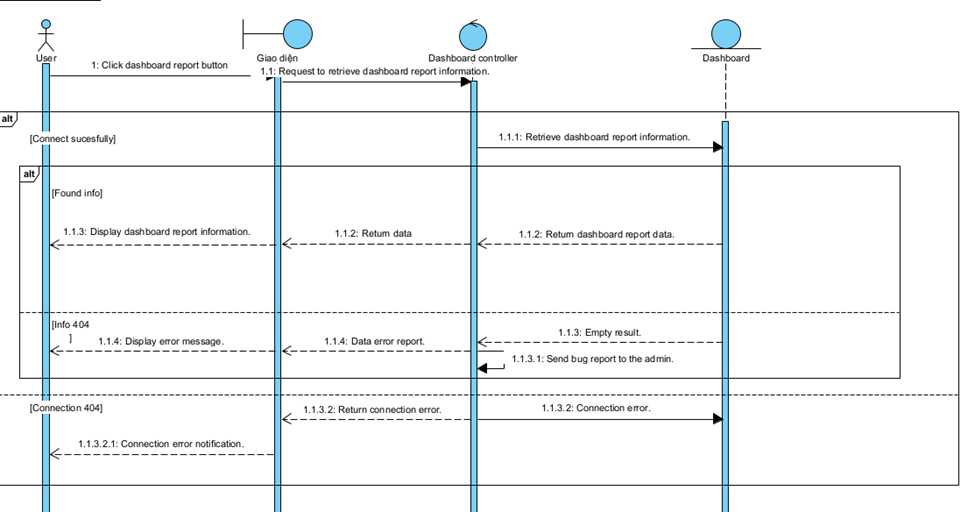 User
Giao diện
Dashboard controller
Dashboard
1: Click dashboard report button
1.1: Request to retrieve dashboard report information.
alt
[Connect sucesfully]
1.1.1: Retrieve dashboard report information.
alt
[Found info]
1.1.3: Display dashboard report information.
1.1.2: Return data
1.1.2: Return dashboard report data.
[Info 404
]
1.1.3: Empty result.
1.1.4: Display error message.
1.1.4: Data error report.
1.1.3.1: Send bug report to the admin.
[Connection 404]
1.1.3.2: Return connection error.
1.1.3.2: Connection error.
1.1.3.2.1: Connection error notification.